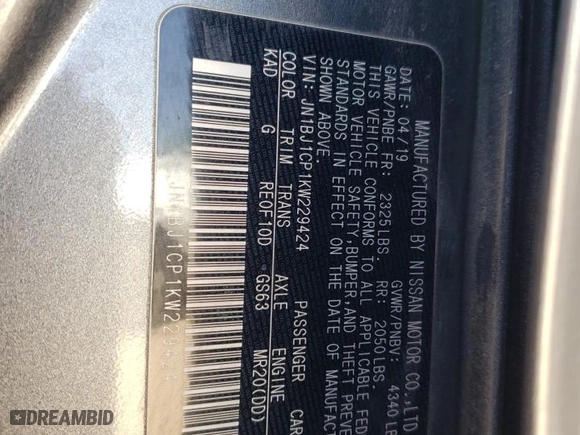 MANUFACTURED BY NISSAN MOTOR CO.,LTD
DATE: 04/19 GVWR/PNBV: 4340 LB
GAWR/PNBE FR: 2325LBS. RR: 2050LBS.
THIS VEHICLE CONFORMS TO ALL APPLICABLE FED
MOTOR VEHICLE SAFETY,BUMPER,AND THEFT PREVE
STANDARDS IN EFFECT ON THE DATE OF MANUFACTU
SHOWN ABOVE.
VIN: JN1BJ1CP1KW229424 PASSENGER CAR
COLOR TRIM TRANS AXLE ENGINE
KAD G RE0F10D GS63 MR20(DD)
JN1BJ1CP1KW229424
DREAMBID